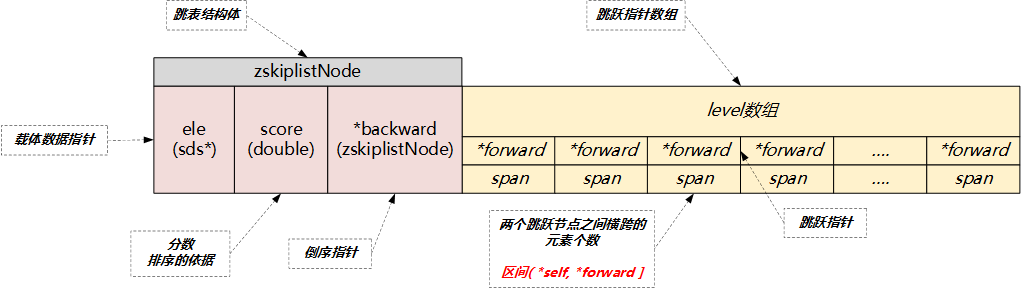 跳表结构体
跳跃指针数组
zskiplistNode
载体数据指针
ele
(sds*)
score
(double)
*backward
(zskiplistNode)
level数组
*forward *forward *forward *forward .... *forward
span span span span .... span
分数
排序的依据
倒序指针
两个跳跃节点之间横跨的
元素个数
区间( *self, *forward ]
跳跃指针